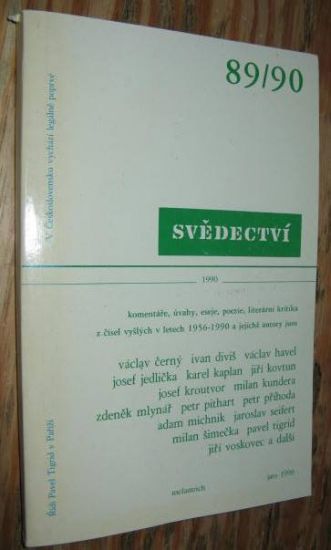 89/90
SVĚDECTVÍ
1990
komentáře, úvahy, eseje, poezie, literární kritika
z čísel vyšlých v letech 1956-1990 a jejichž autory jsou
václav černý ivan diviš václav havel
josef jedlička karel kaplan jiří kovtun
josef kroutvor milan kundera
zdeněk mlynář petr pithart petr příhoda
adam michnik jaroslav seifert
milan šimečka pavel tigrid
jiří voskovec a další
melantrich
jaro 1990
V Československu vychází legálně poprvé
Řídí Pavel Tigrid v Paříži